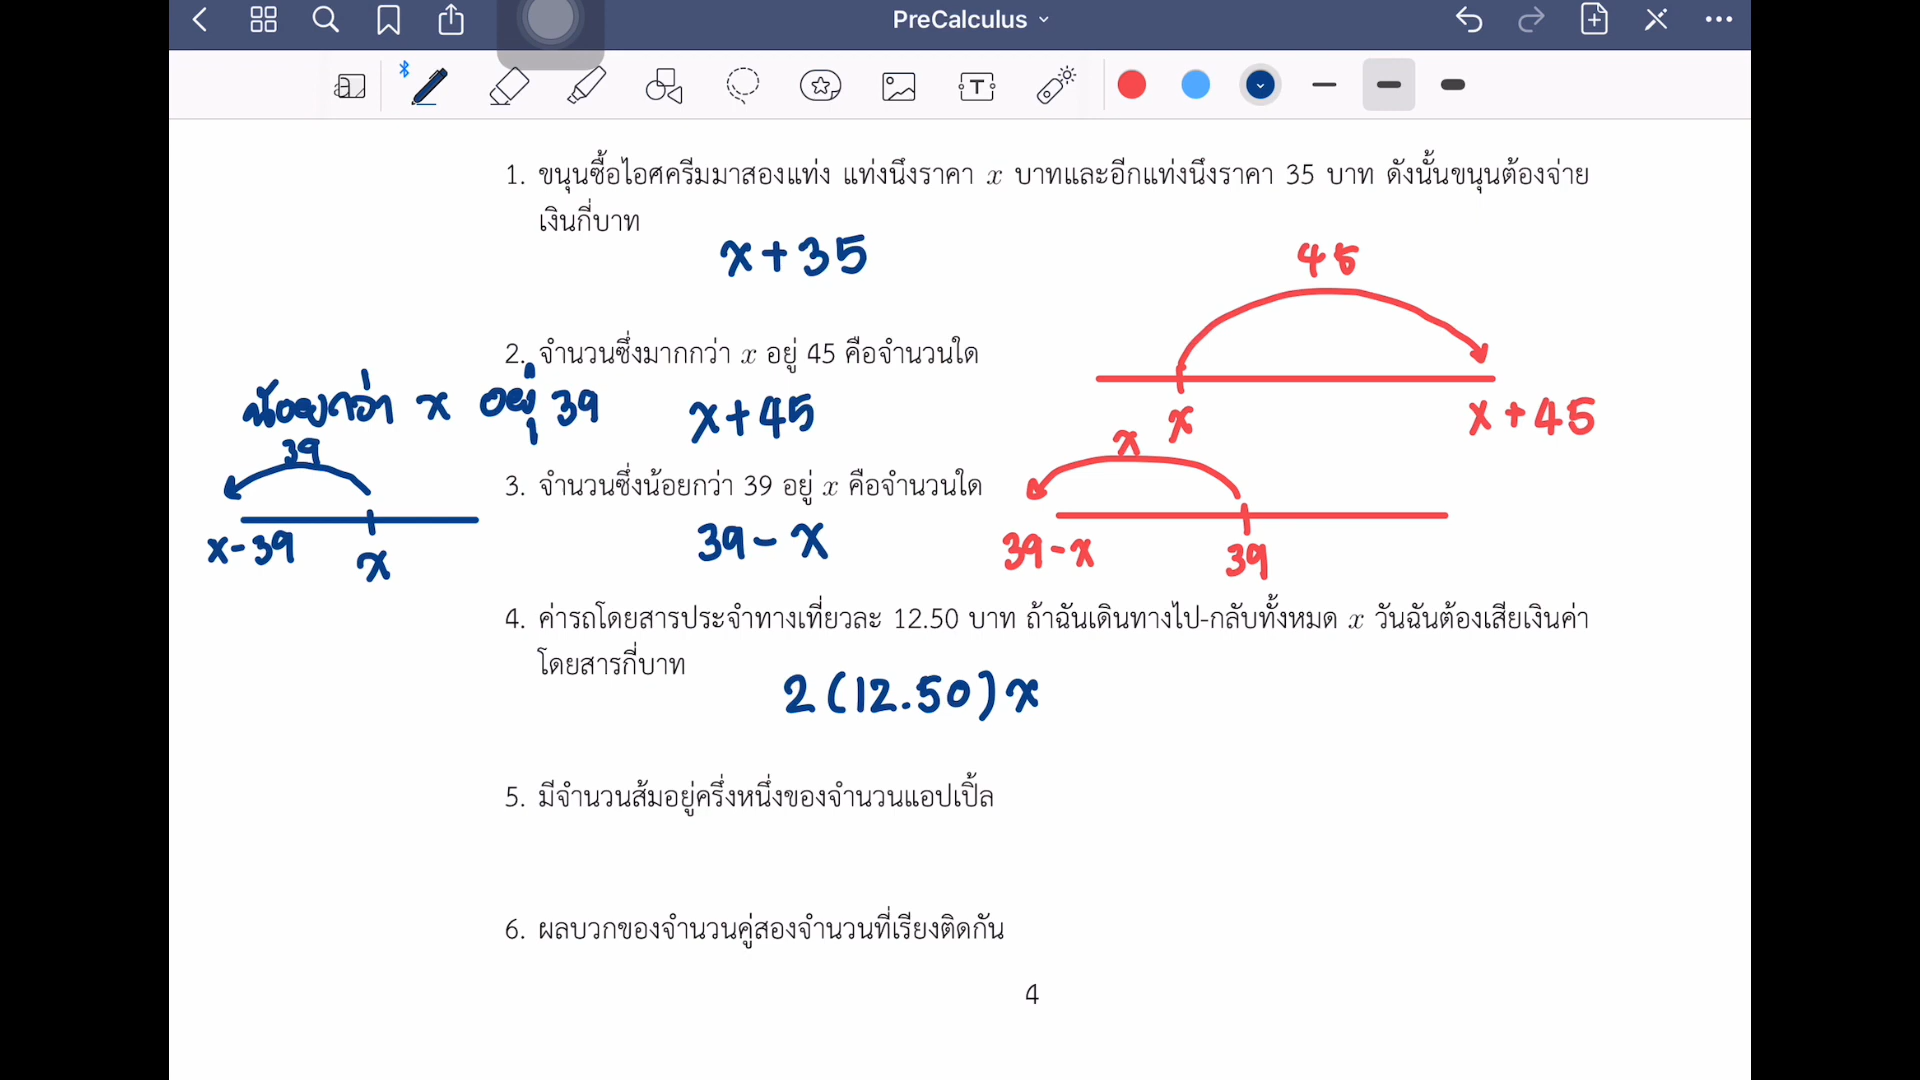 PreCalculus
1. ขนุนซื้อไอศครีมมาสองแท่ง แท่งนึงราคา x บาทและอีกแท่งนึงราคา 35 บาท ดังนั้นขนุนต้องจ่าย
เงินกี่บาท
x+35
45
2. จำนวนซึ่งมากกว่า x อยู่ 45 คือจำนวนใด
x+45
x
x+45
น้อยกว่า x อยู่ 39
39
x-39
x
3. จำนวนซึ่งน้อยกว่า 39 อยู่ x คือจำนวนใด
39-x
x
39-x
39
4. ค่ารถโดยสารประจำทางเที่ยวละ 12.50 บาท ถ้าฉันเดินทางไป-กลับทั้งหมด x วันฉันต้องเสียเงินค่า
โดยสารกี่บาท
2(12.50)x
5. มีจำนวนส้มอยู่ครึ่งหนึ่งของจำนวนแอปเปิ้ล
6. ผลบวกของจำนวนคู่สองจำนวนที่เรียงติดกัน
4